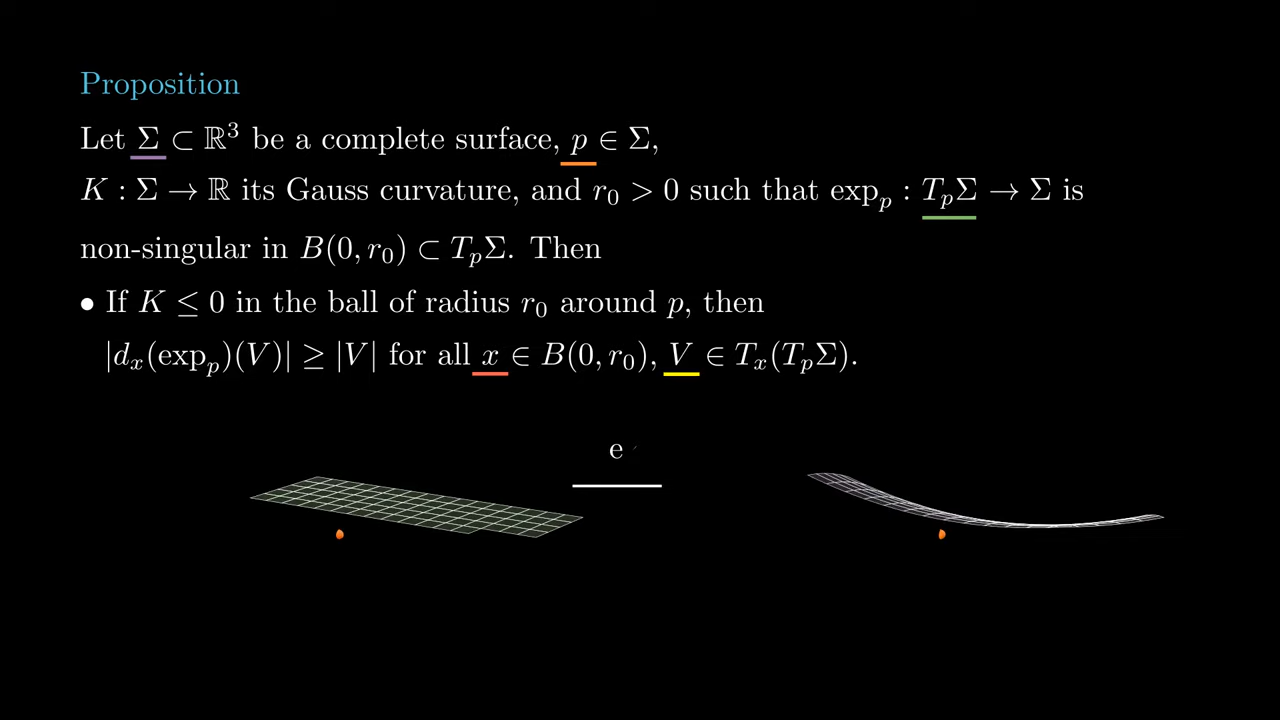 Proposition
Let Σ ⊂ ℝ³ be a complete surface, p ∈ Σ,
K : Σ → ℝ its Gauss curvature, and r₀ > 0 such that expₚ : TₚΣ → Σ is
non-singular in B(0, r₀) ⊂ TₚΣ. Then
• If K ≤ 0 in the ball of radius r₀ around p, then
|dₓ(expₚ)(V)| ≥ |V| for all x ∈ B(0, r₀), V ∈ Tₓ(TₚΣ).
e